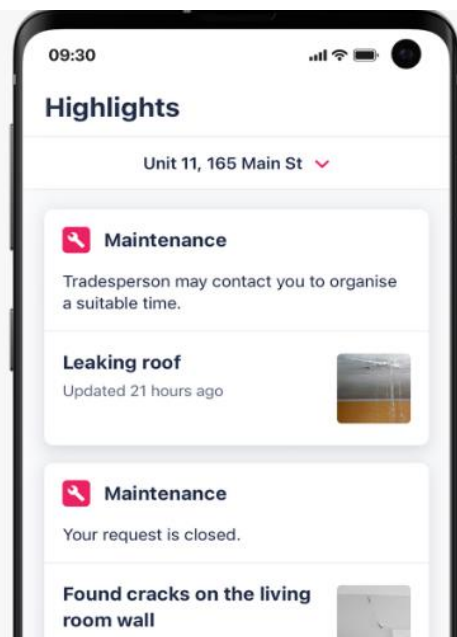 09:30
Highlights
Unit 11, 165 Main St
Maintenance
Tradesperson may contact you to organise
a suitable time.
Leaking roof
Updated 21 hours ago
Maintenance
Your request is closed.
Found cracks on the living
room wall